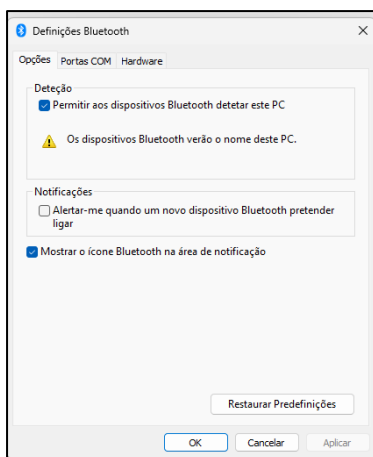 Definições Bluetooth
Opções Portas COM Hardware
Deteção
Permitir aos dispositivos Bluetooth detetar este PC
Os dispositivos Bluetooth verão o nome deste PC.
Notificações
Alertar-me quando um novo dispositivo Bluetooth pretender
ligar
Mostrar o ícone Bluetooth na área de notificação
Restaurar Predefinições
OK Cancelar Aplicar